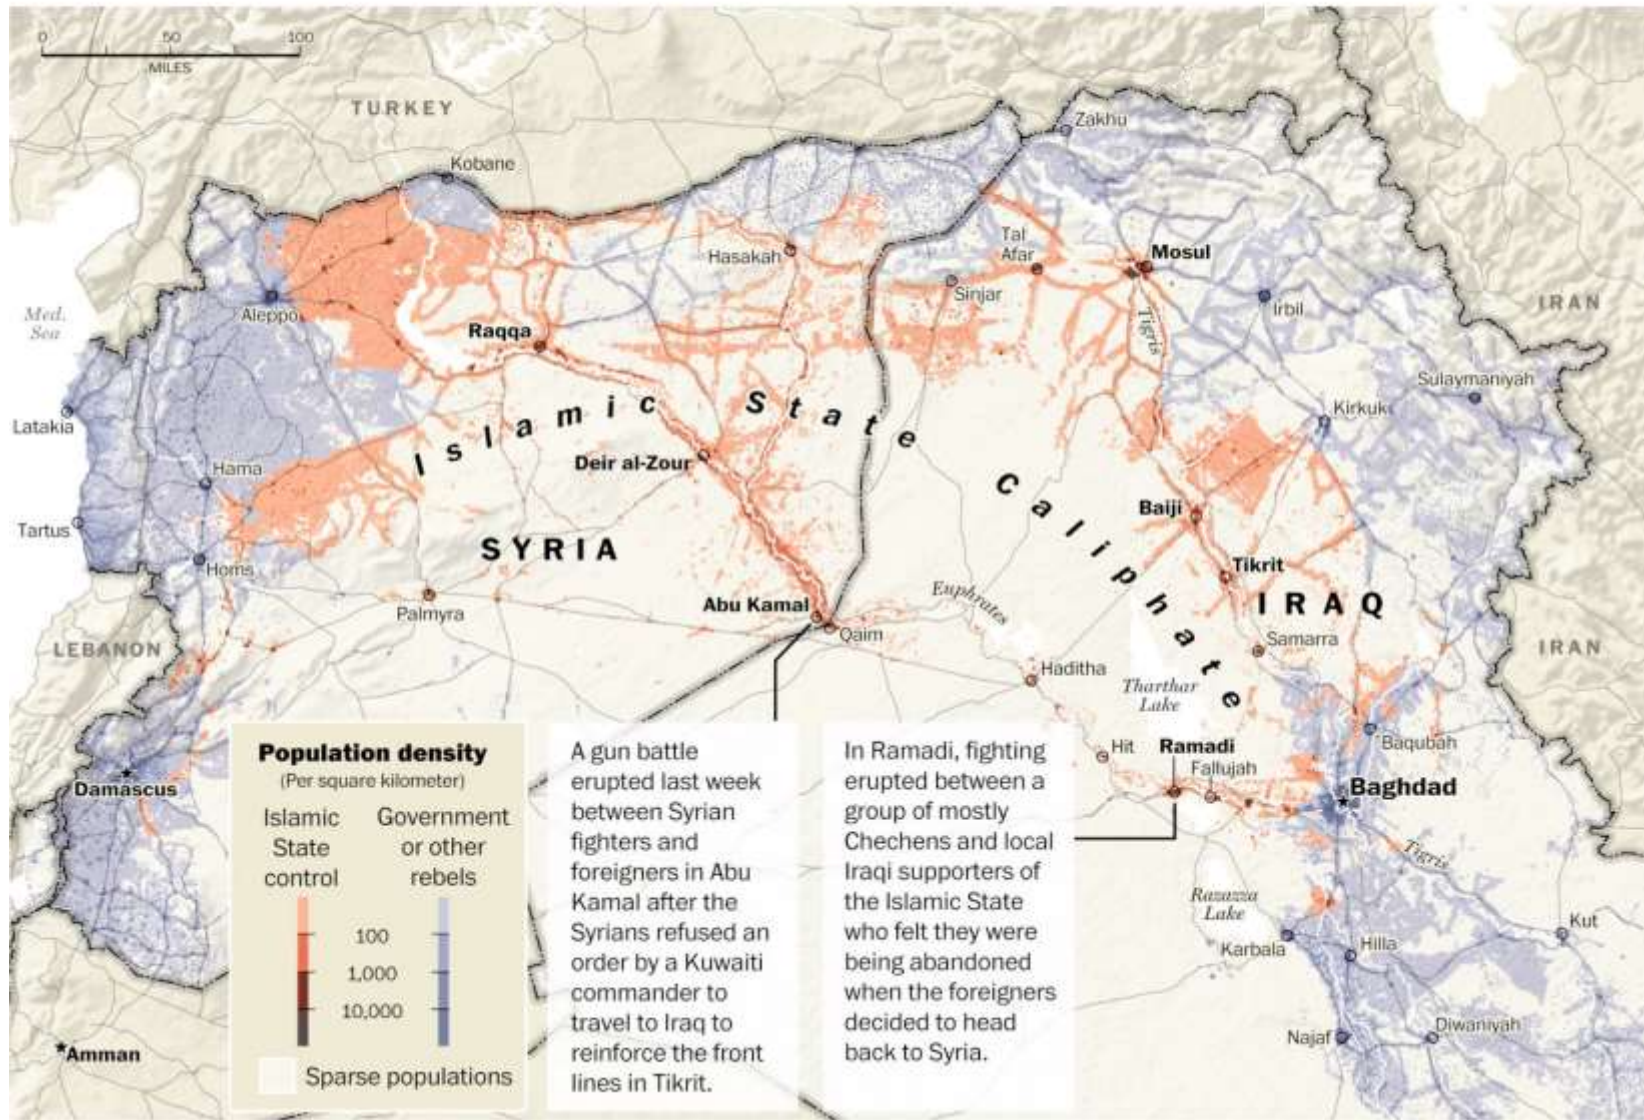 0 50 100
MILES
TURKEY
Zakhu
Kobane
Tal
Afar
Mosul
Hasakah
Sinjar
Irbil
IRAN
Med.
Sea
Aleppo
Raqqa
Tigris
Sulaymaniyah
Kirkuk
Latakia
Islamic State Caliphate
Hama
Deir al-Zour
Baiji
Tartus
SYRIA
Homs
Tikrit
IRAQ
Palmyra
Abu Kamal
Euphrates
Qaim
Samarra
LEBANON
IRAN
Haditha
Tharthar
Lake
Hit
Ramadi
Fallujah
Baqubah
Baghdad
Damascus
Tigris
Razazza
Lake
Karbala
Hilla
Kut
Najaf
Diwaniyah
Amman
Population density
(Per square kilometer)
Islamic
State
control
Government
or other
rebels
100
1,000
10,000
Sparse populations
A gun battle
erupted last week
between Syrian
fighters and
foreigners in Abu
Kamal after the
Syrians refused an
order by a Kuwaiti
commander to
travel to Iraq to
reinforce the front
lines in Tikrit.
In Ramadi, fighting
erupted between a
group of mostly
Chechens and local
Iraqi supporters of
the Islamic State
who felt they were
being abandoned
when the foreigners
decided to head
back to Syria.